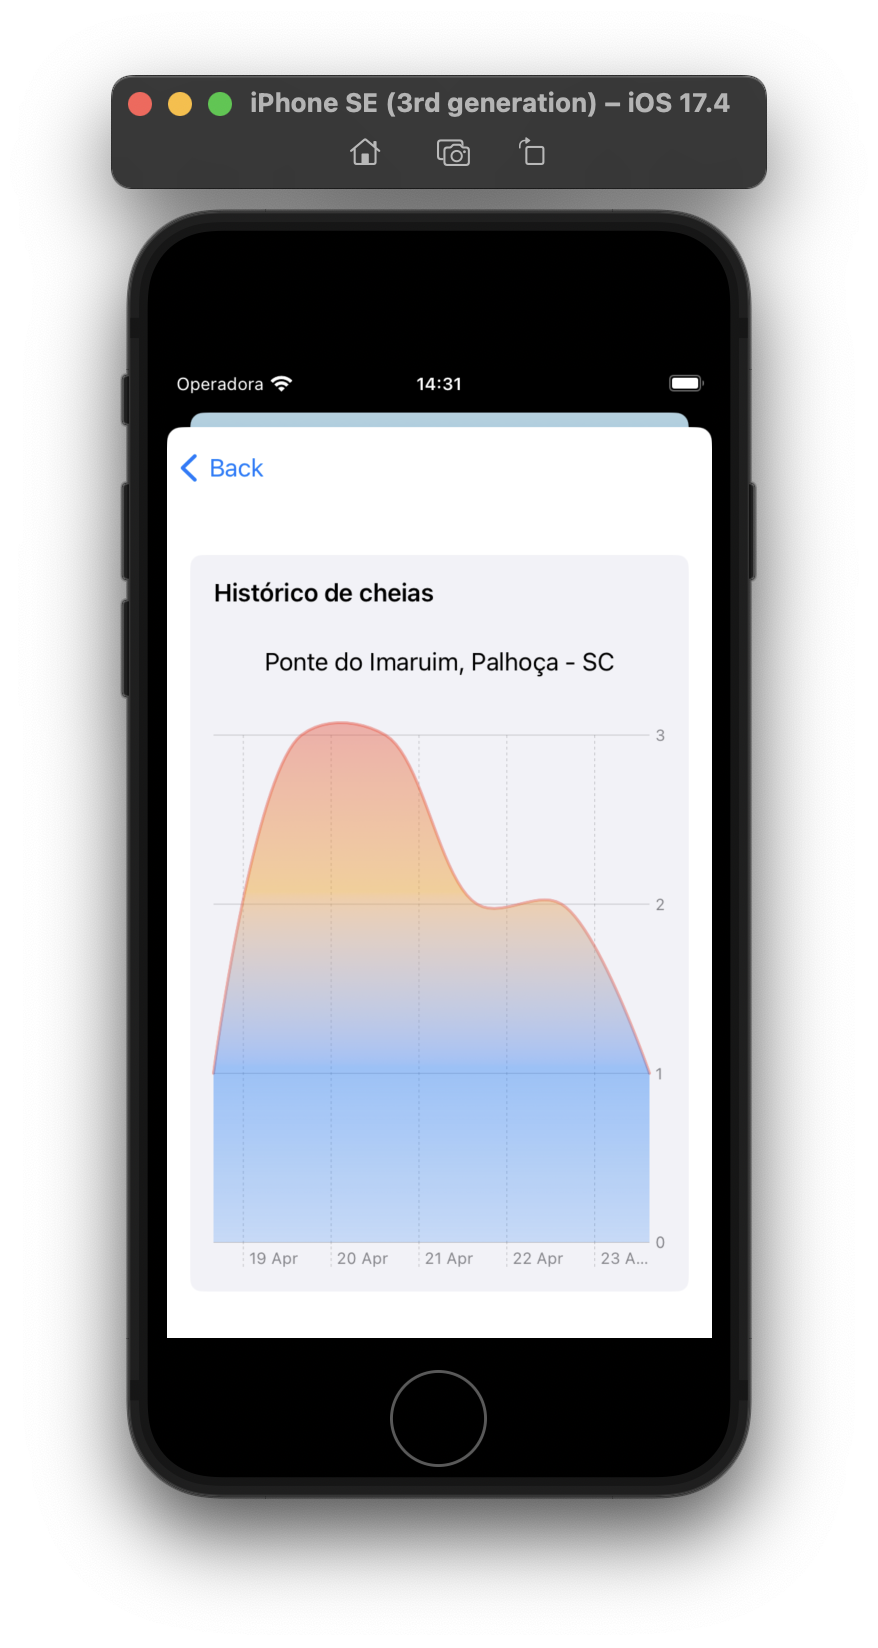 iPhone SE (3rd generation) – iOS 17.4
Operadora 14:31
Back
Histórico de cheias
Ponte do Imaruim, Palhoça - SC
3
2
1
0
19 Apr 20 Apr 21 Apr 22 Apr 23 A...